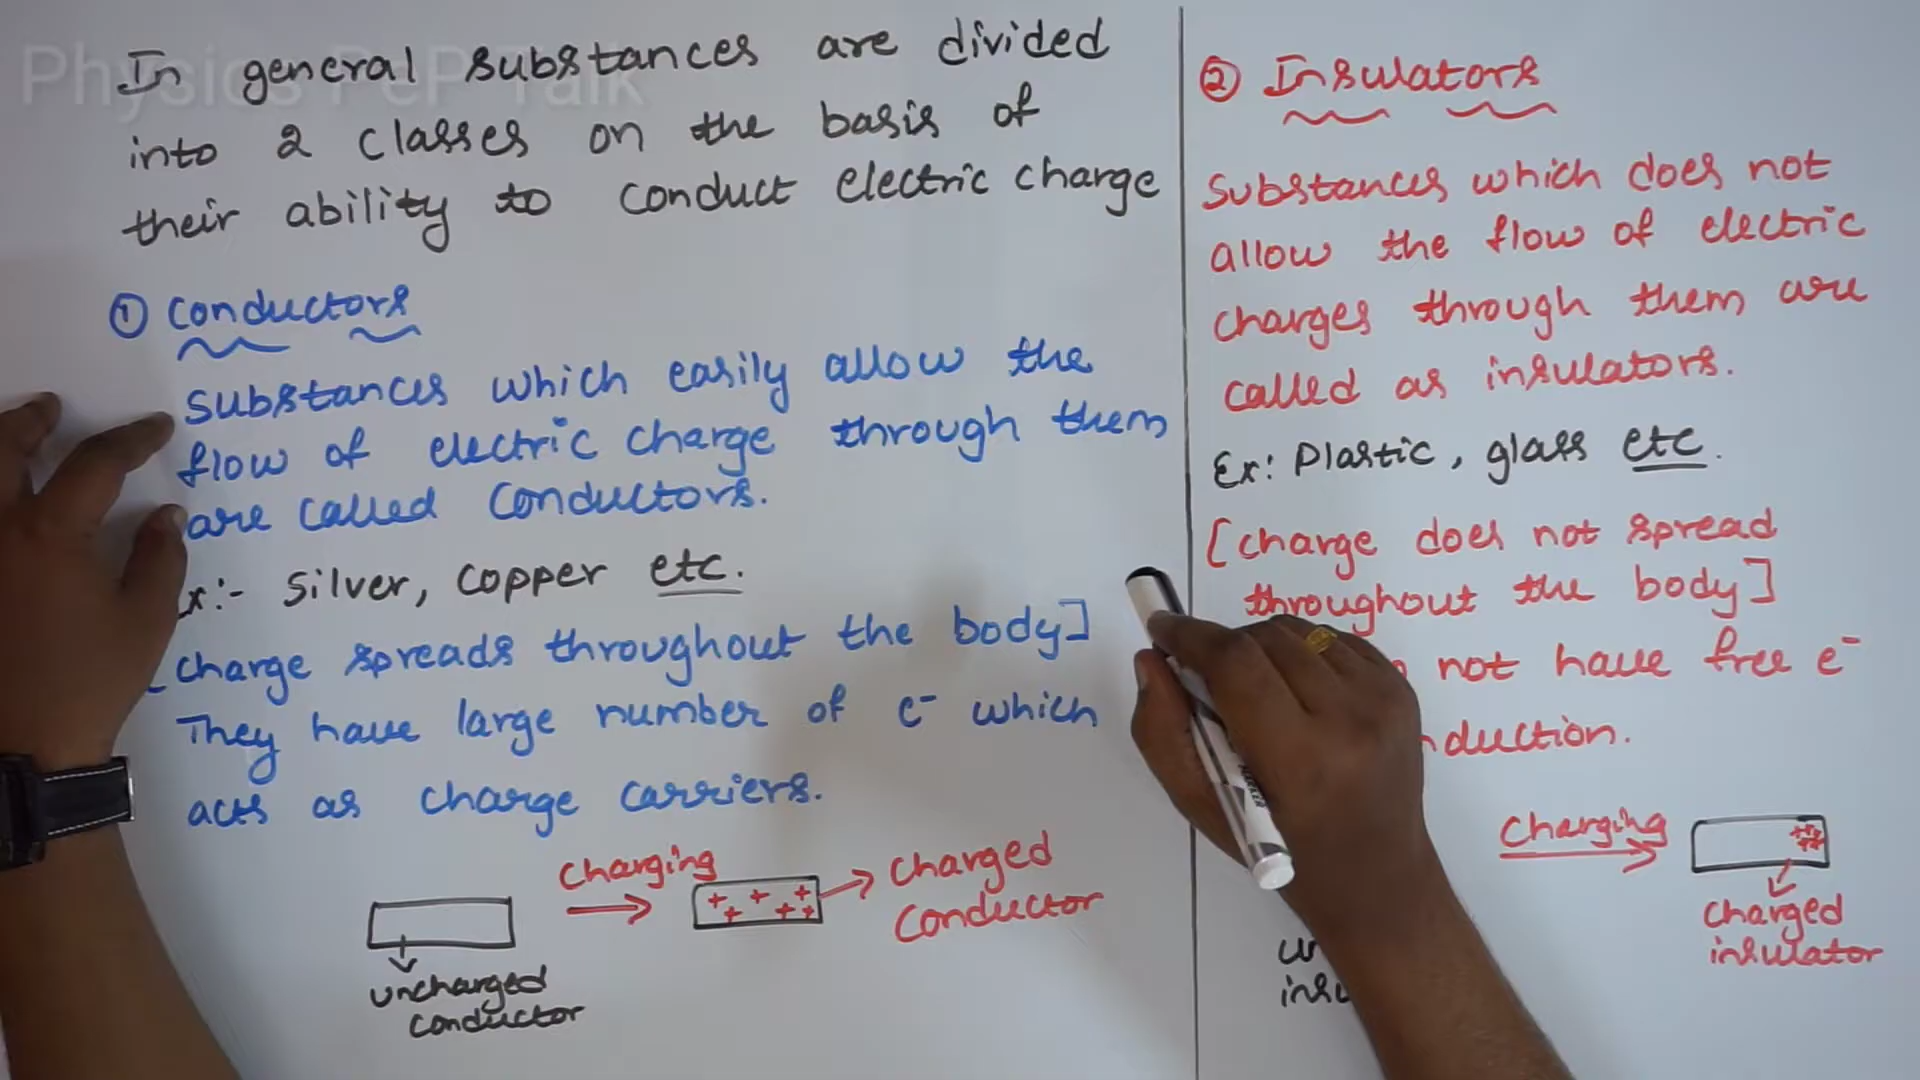 Physics PeP Talk
In general substances are divided
into 2 classes on the basis of
their ability to conduct electric charge
① Conductors
Substances which easily allow the
flow of electric charge through them
are called Conductors.
x:- Silver, Copper etc.
Charge spreads throughout the body]
They have large number of e- which
acts as charge carriers.
Charging
Charged
Conductor
uncharged
conductor
② Insulators
Substances which does not
allow the flow of electric
charges through them are
called as insulators.
Ex: Plastic, glass etc.
[charge does not spread
throughout the body]
not have free e-
nduction.
Charging
Charged
insulator